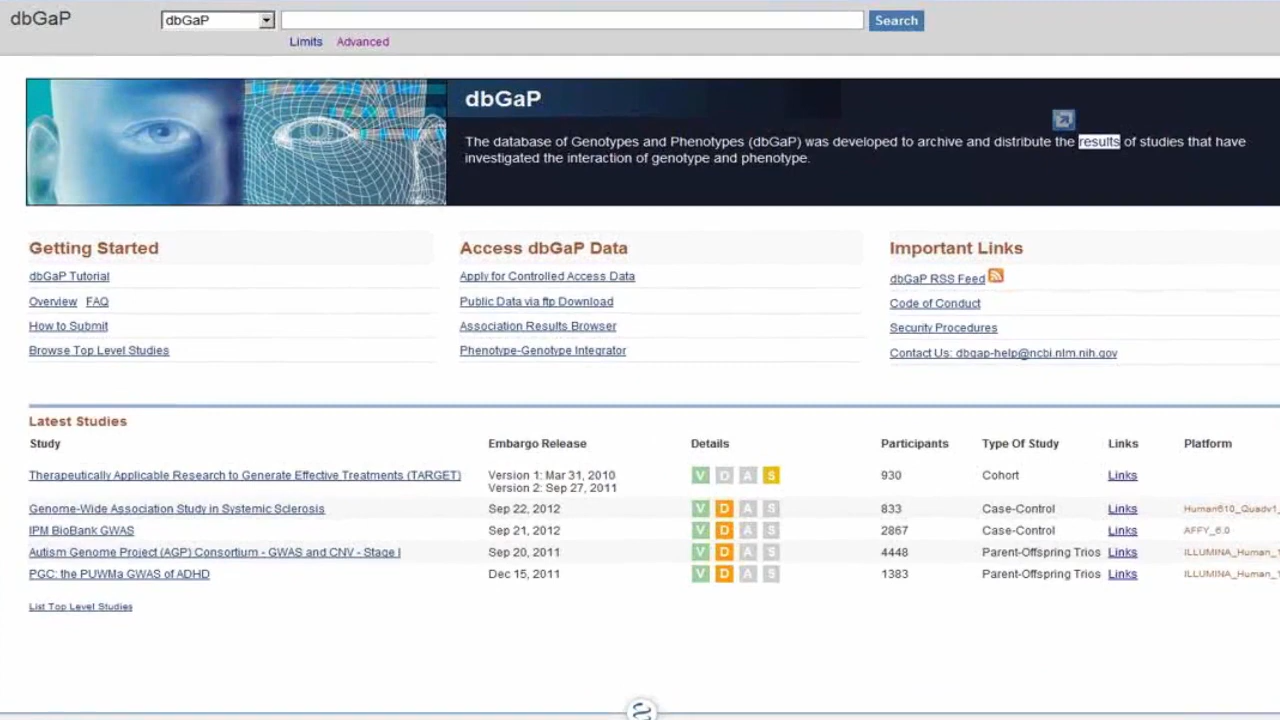 dbGaP
dbGaP
Search
Limits Advanced
dbGaP
The database of Genotypes and Phenotypes (dbGaP) was developed to archive and distribute the results of studies that have
investigated the interaction of genotype and phenotype.
Getting Started
dbGaP Tutorial
Overview FAQ
How to Submit
Browse Top Level Studies
Access dbGaP Data
Apply for Controlled Access Data
Public Data via ftp Download
Association Results Browser
Phenotype-Genotype Integrator
Important Links
dbGaP RSS Feed
Code of Conduct
Security Procedures
Contact Us: dbgap-help@ncbi.nlm.nih.gov
Latest Studies
Study Embargo Release Details Participants Type Of Study Links Platform
Therapeutically Applicable Research to Generate Effective Treatments (TARGET) Version 1: Mar 31, 2010 V D A S 930 Cohort Links
Version 2: Sep 27, 2011
Genome-Wide Association Study in Systemic Sclerosis Sep 22, 2012 V D A S 833 Case-Control Links Human610_Quadv1_
IPM BioBank GWAS Sep 21, 2012 V D A S 2867 Case-Control Links AFFY_6.0
Autism Genome Project (AGP) Consortium - GWAS and CNV - Stage I Sep 20, 2011 V D A S 4448 Parent-Offspring Trios Links ILLUMINA_Human_1
PGC: the PUWMa GWAS of ADHD Dec 15, 2011 V D A S 1383 Parent-Offspring Trios Links ILLUMINA_Human_1
List Top Level Studies